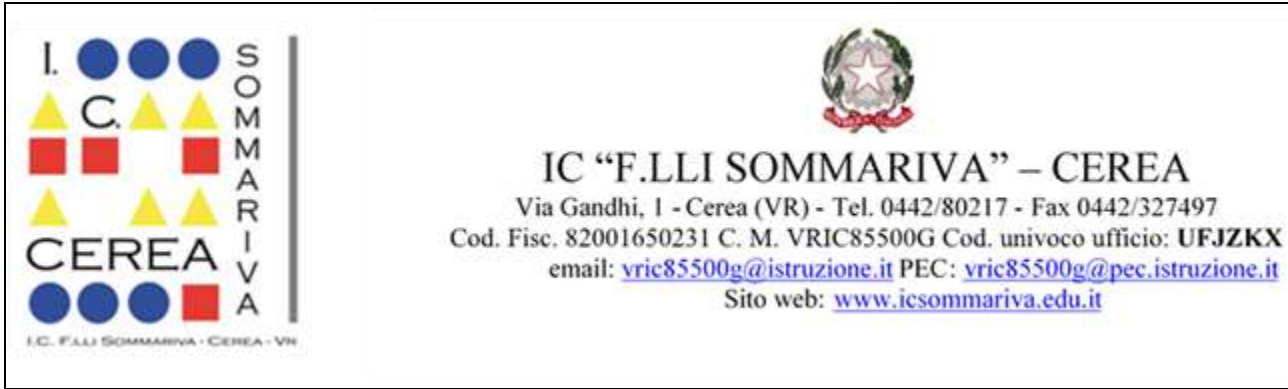 I.
C.
CEREA
SOMMARIVA
I.C. F.LLI SOMMARIVA - CEREA - VR
IC “F.LLI SOMMARIVA” – CEREA
Via Gandhi, 1 - Cerea (VR) - Tel. 0442/80217 - Fax 0442/327497
Cod. Fisc. 82001650231 C. M. VRIC85500G Cod. univoco ufficio: UFJZKX
email: vric85500g@istruzione.it PEC: vric85500g@pec.istruzione.it
Sito web: www.icsommariva.edu.it